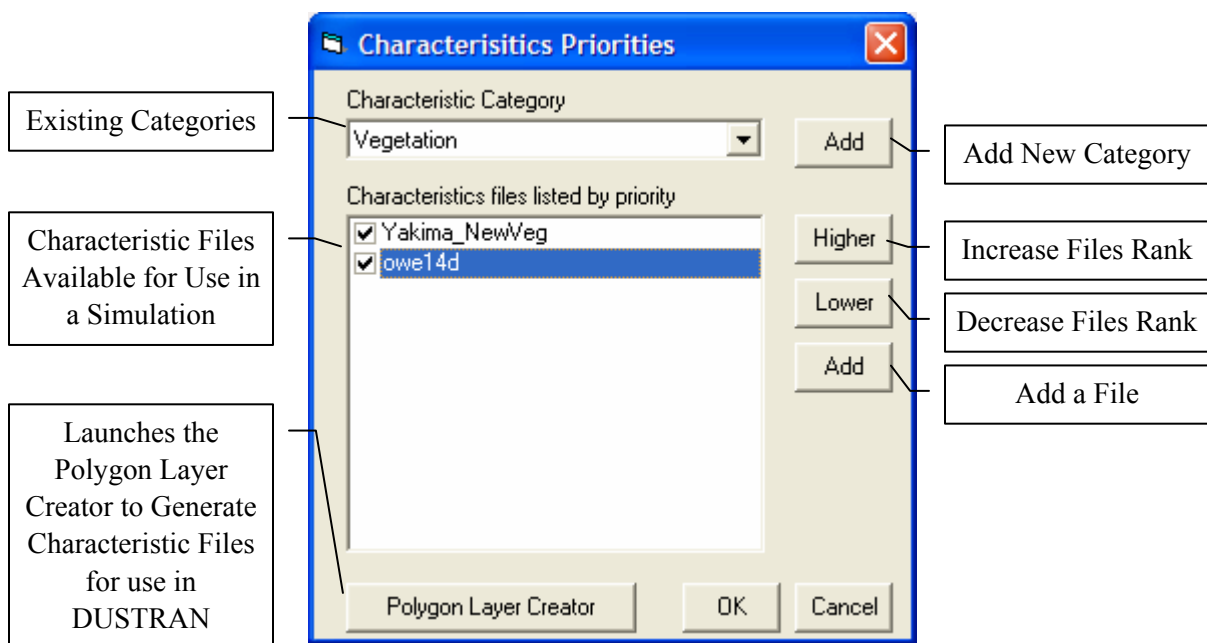 Characterisitics Priorities
Existing Categories
Characteristic Category
Vegetation
Add
Add New Category
Characteristic Files
Available for Use in
a Simulation
Characteristics files listed by priority
Yakima_NewVeg
owe14d
Higher
Increase Files Rank
Lower
Decrease Files Rank
Add
Add a File
Launches the
Polygon Layer
Creator to Generate
Characteristic Files
for use in
DUSTRAN
Polygon Layer Creator
OK
Cancel